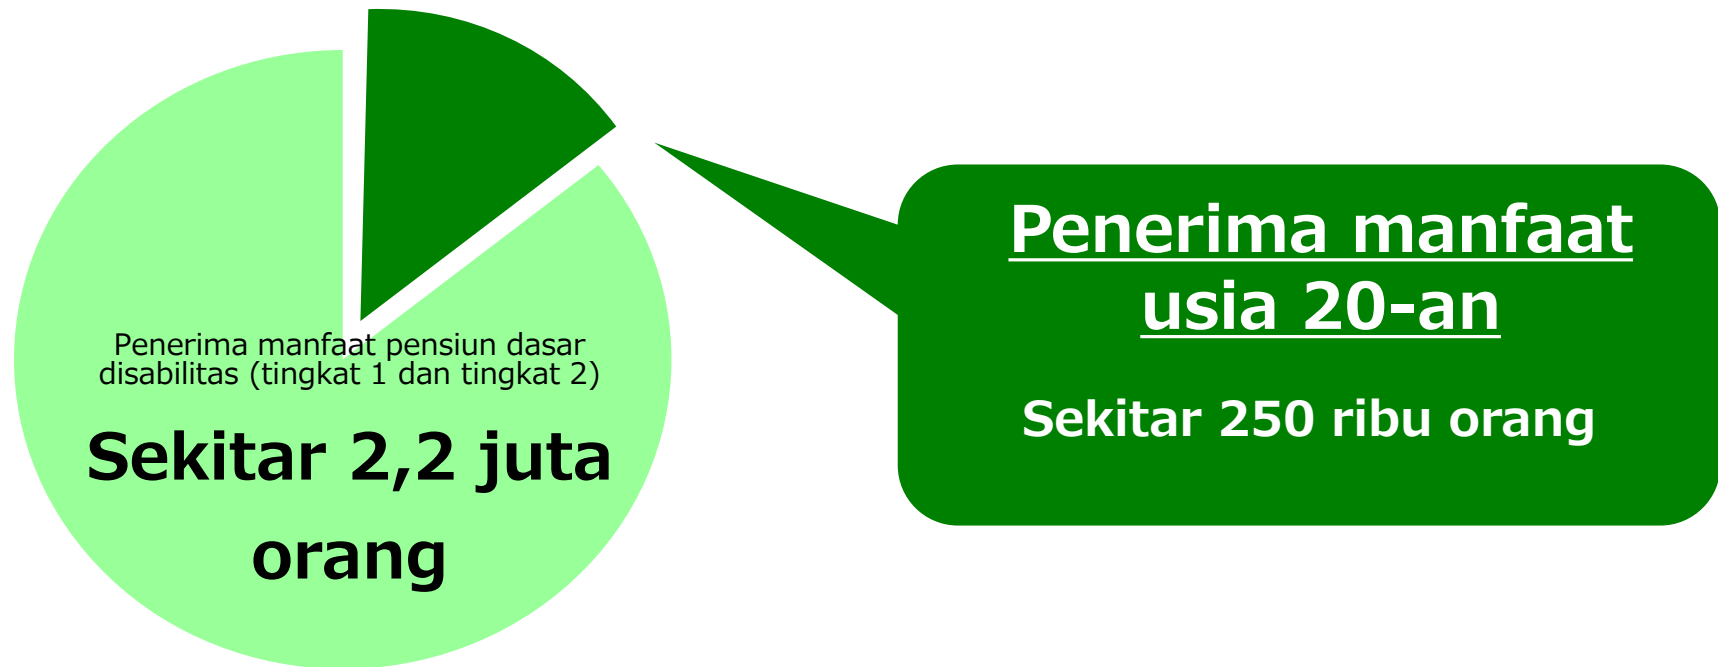 Penerima manfaat pensiun dasar
disabilitas (tingkat 1 dan tingkat 2)
Sekitar 2,2 juta
orang
Penerima manfaat
usia 20-an
Sekitar 250 ribu orang